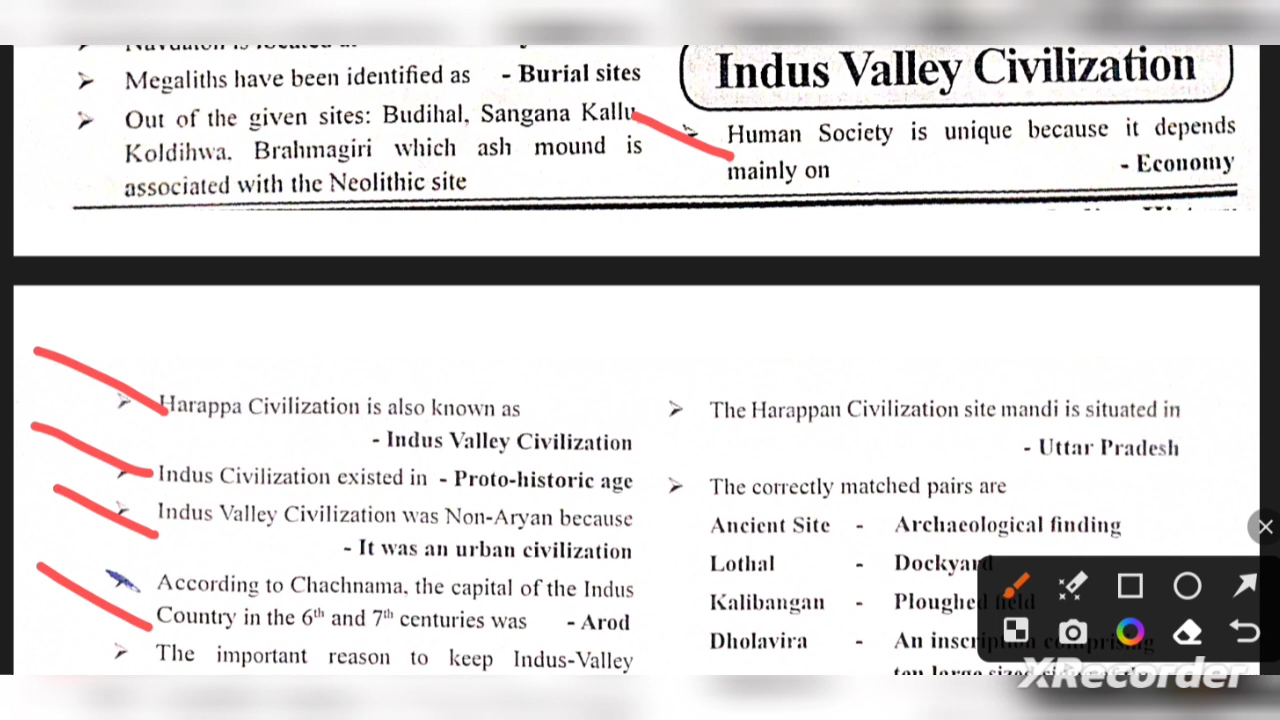 Megaliths have been identified as - Burial sites
Out of the given sites: Budihal, Sangana Kallu
Koldihwa. Brahmagiri which ash mound is
associated with the Neolithic site
Indus Valley Civilization
Human Society is unique because it depends
mainly on - Economy
Harappa Civilization is also known as
- Indus Valley Civilization
Indus Civilization existed in - Proto-historic age
Indus Valley Civilization was Non-Aryan because
- It was an urban civilization
According to Chachnama, the capital of the Indus
Country in the 6th and 7th centuries was - Arod
The important reason to keep Indus-Valley
The Harappan Civilization site mandi is situated in
- Uttar Pradesh
The correctly matched pairs are
Ancient Site - Archaeological finding
Lothal - Dockyard
Kalibangan - Ploughed field
Dholavira - An inscription comprising
XRecorder